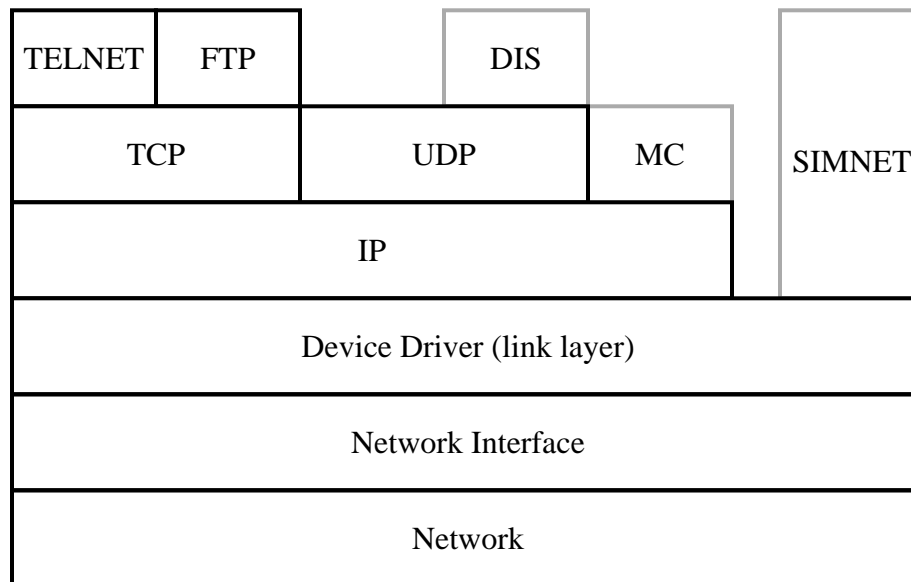 TELNET FTP DIS
TCP UDP MC SIMNET
IP
Device Driver (link layer)
Network Interface
Network